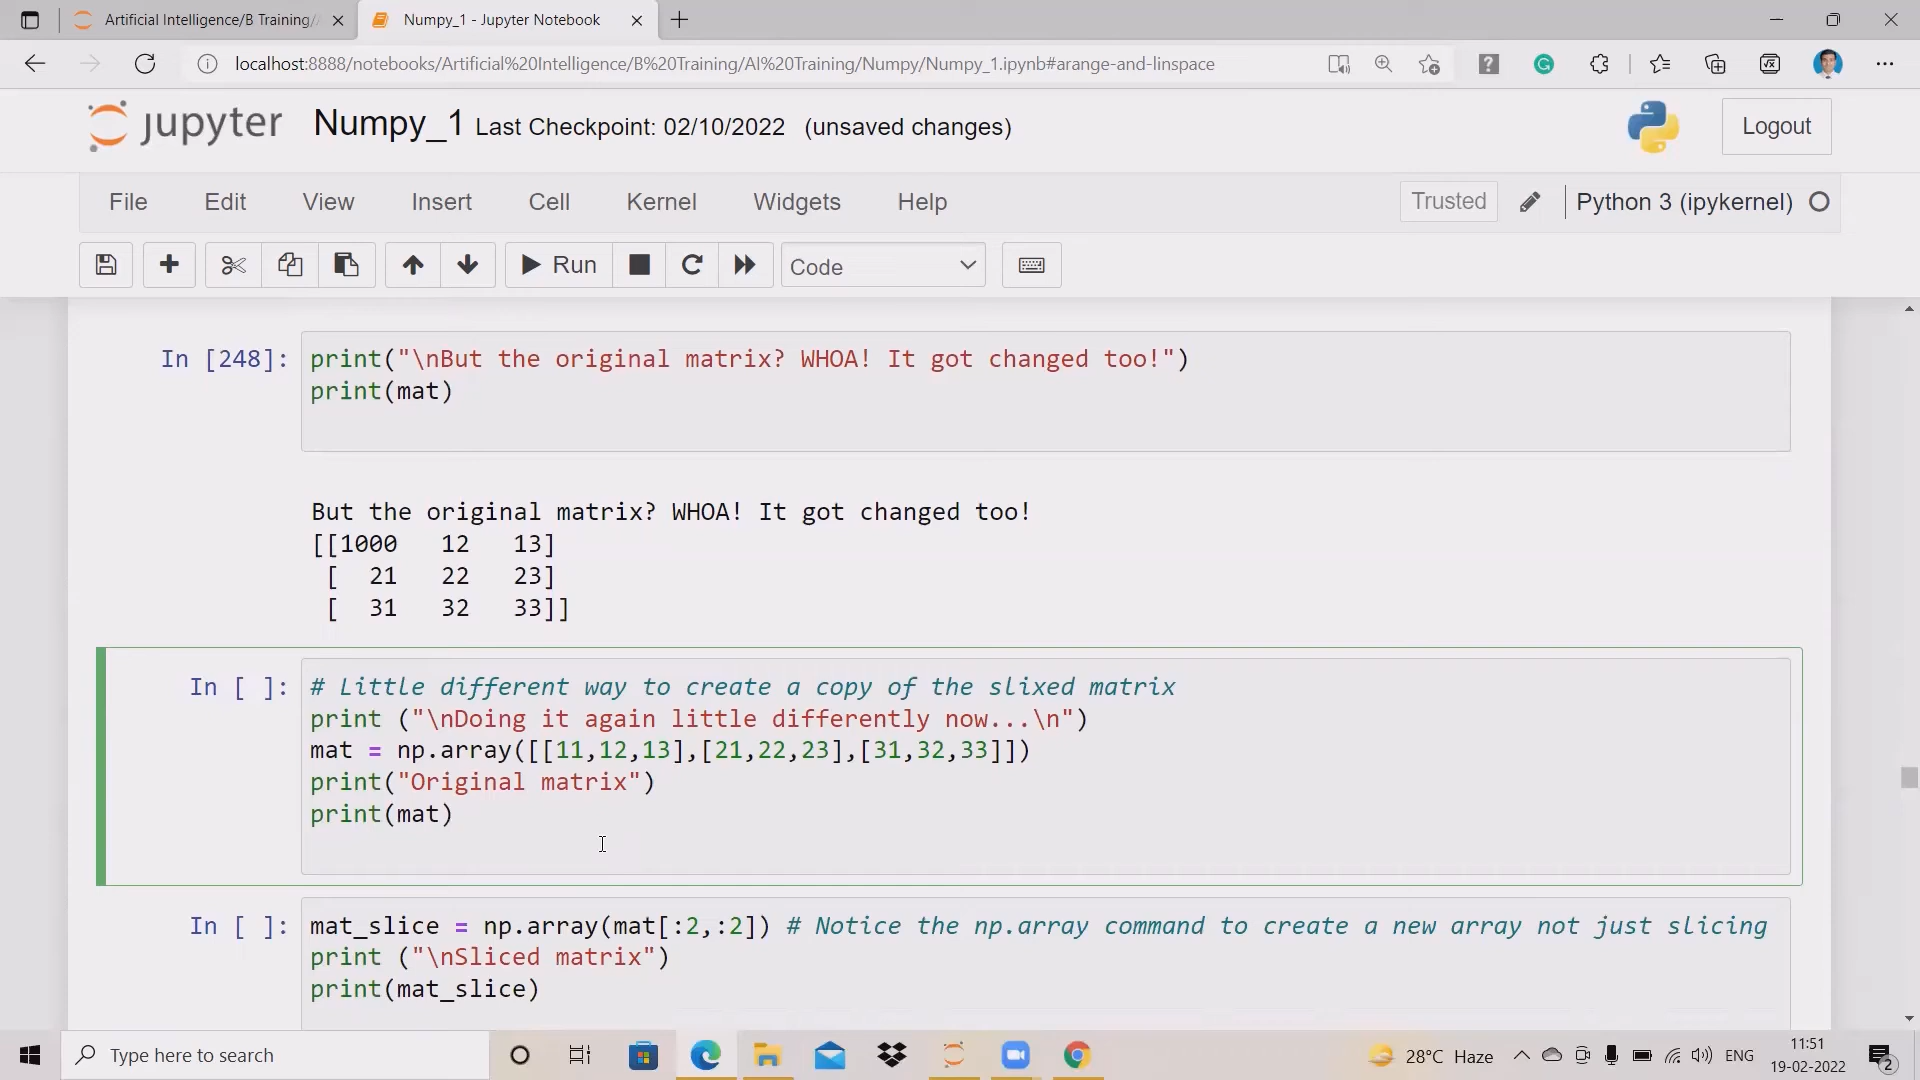 Artificial Intelligence/B Training/
Numpy_1 - Jupyter Notebook
localhost:8888/notebooks/Artificial%20Intelligence/B%20Training/AI%20Training/Numpy/Numpy_1.ipynb#arange-and-linspace
jupyter Numpy_1 Last Checkpoint: 02/10/2022 (unsaved changes) Logout
File Edit View Insert Cell Kernel Widgets Help Trusted Python 3 (ipykernel)
Run Code
In [248]: print("\nBut the original matrix? WHOA! It got changed too!")
print(mat)
But the original matrix? WHOA! It got changed too!
[[1000 12 13]
[ 21 22 23]
[ 31 32 33]]
In [ ]: # Little different way to create a copy of the slixed matrix
print ("\nDoing it again little differently now...\n")
mat = np.array([[11,12,13],[21,22,23],[31,32,33]])
print("Original matrix")
print(mat)
In [ ]: mat_slice = np.array(mat[:2,:2]) # Notice the np.array command to create a new array not just slicing
print ("\nSliced matrix")
print(mat_slice)
Type here to search
28°C Haze
ENG
11:51
19-02-2022
2